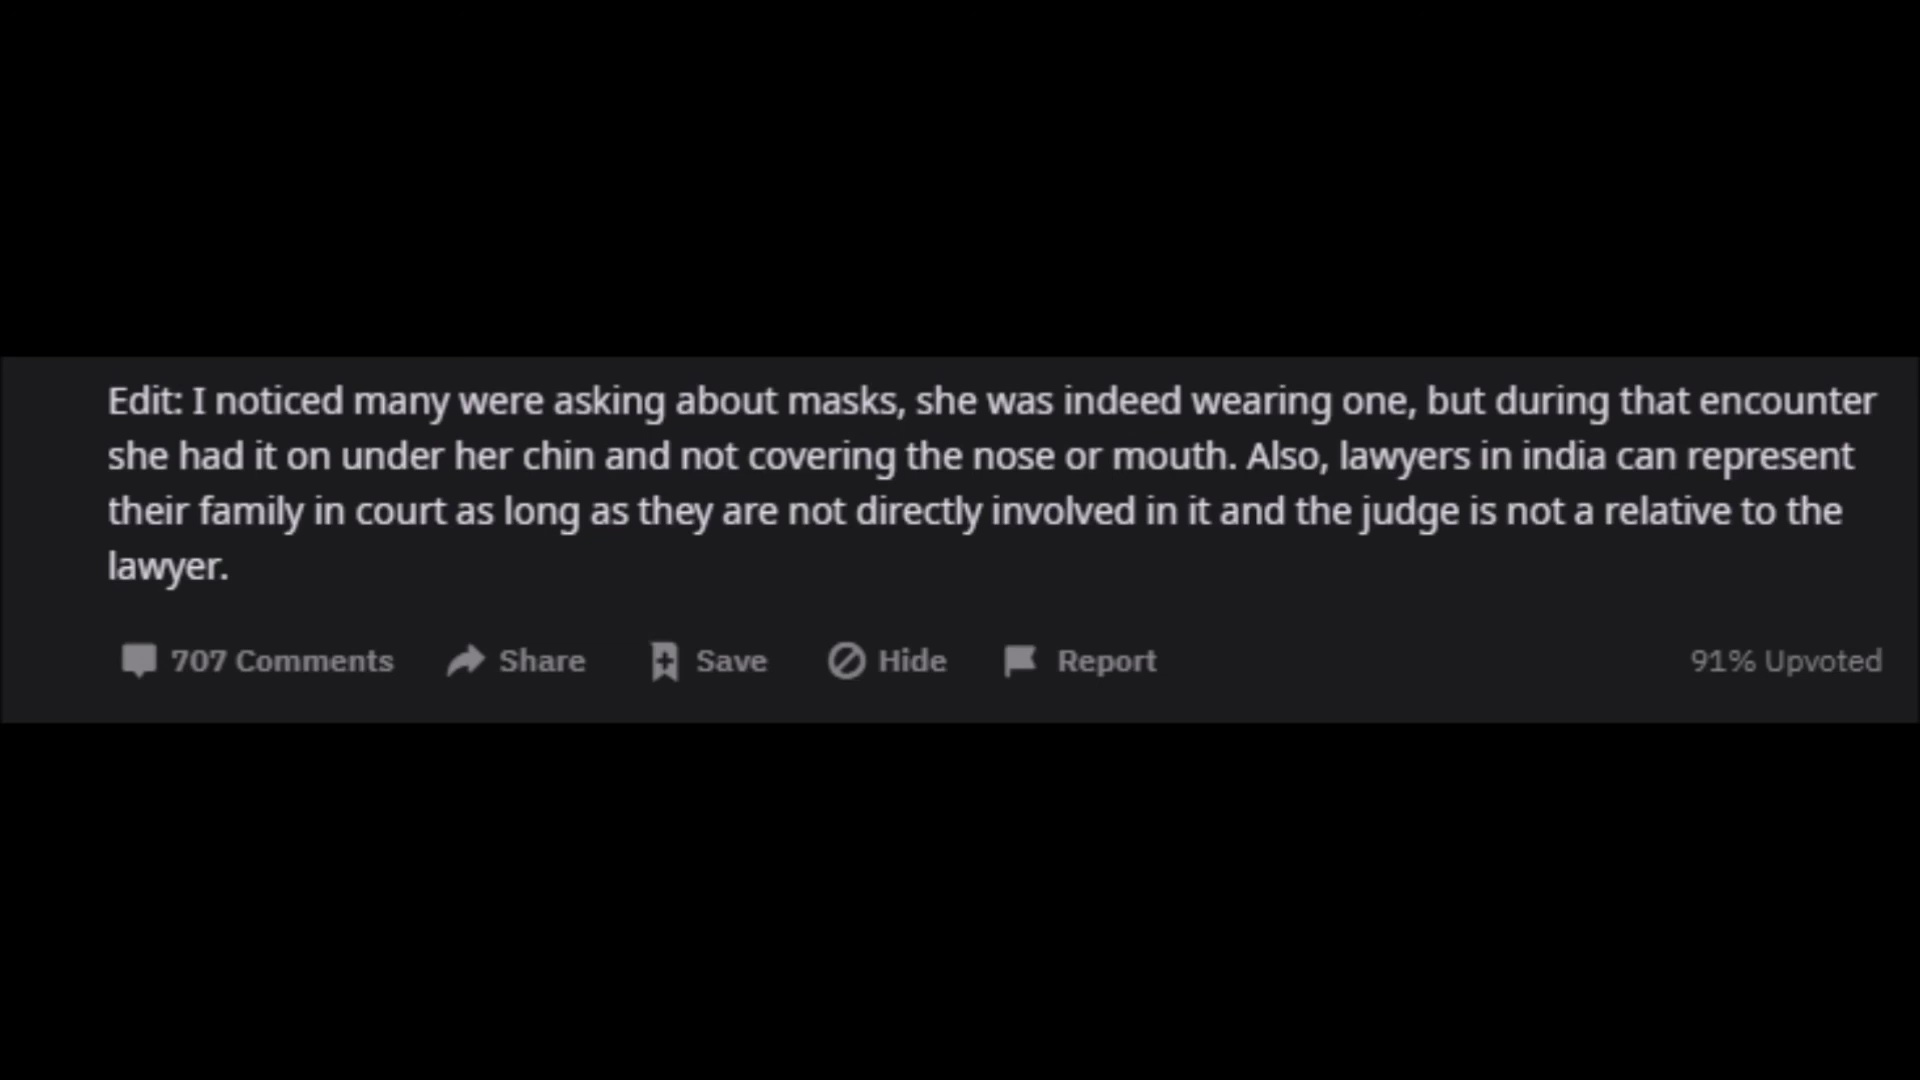 Edit: I noticed many were asking about masks, she was indeed wearing one, but during that encounter
she had it on under her chin and not covering the nose or mouth. Also, lawyers in india can represent
their family in court as long as they are not directly involved in it and the judge is not a relative to the
lawyer.
707 Comments Share Save Hide Report 91% Upvoted